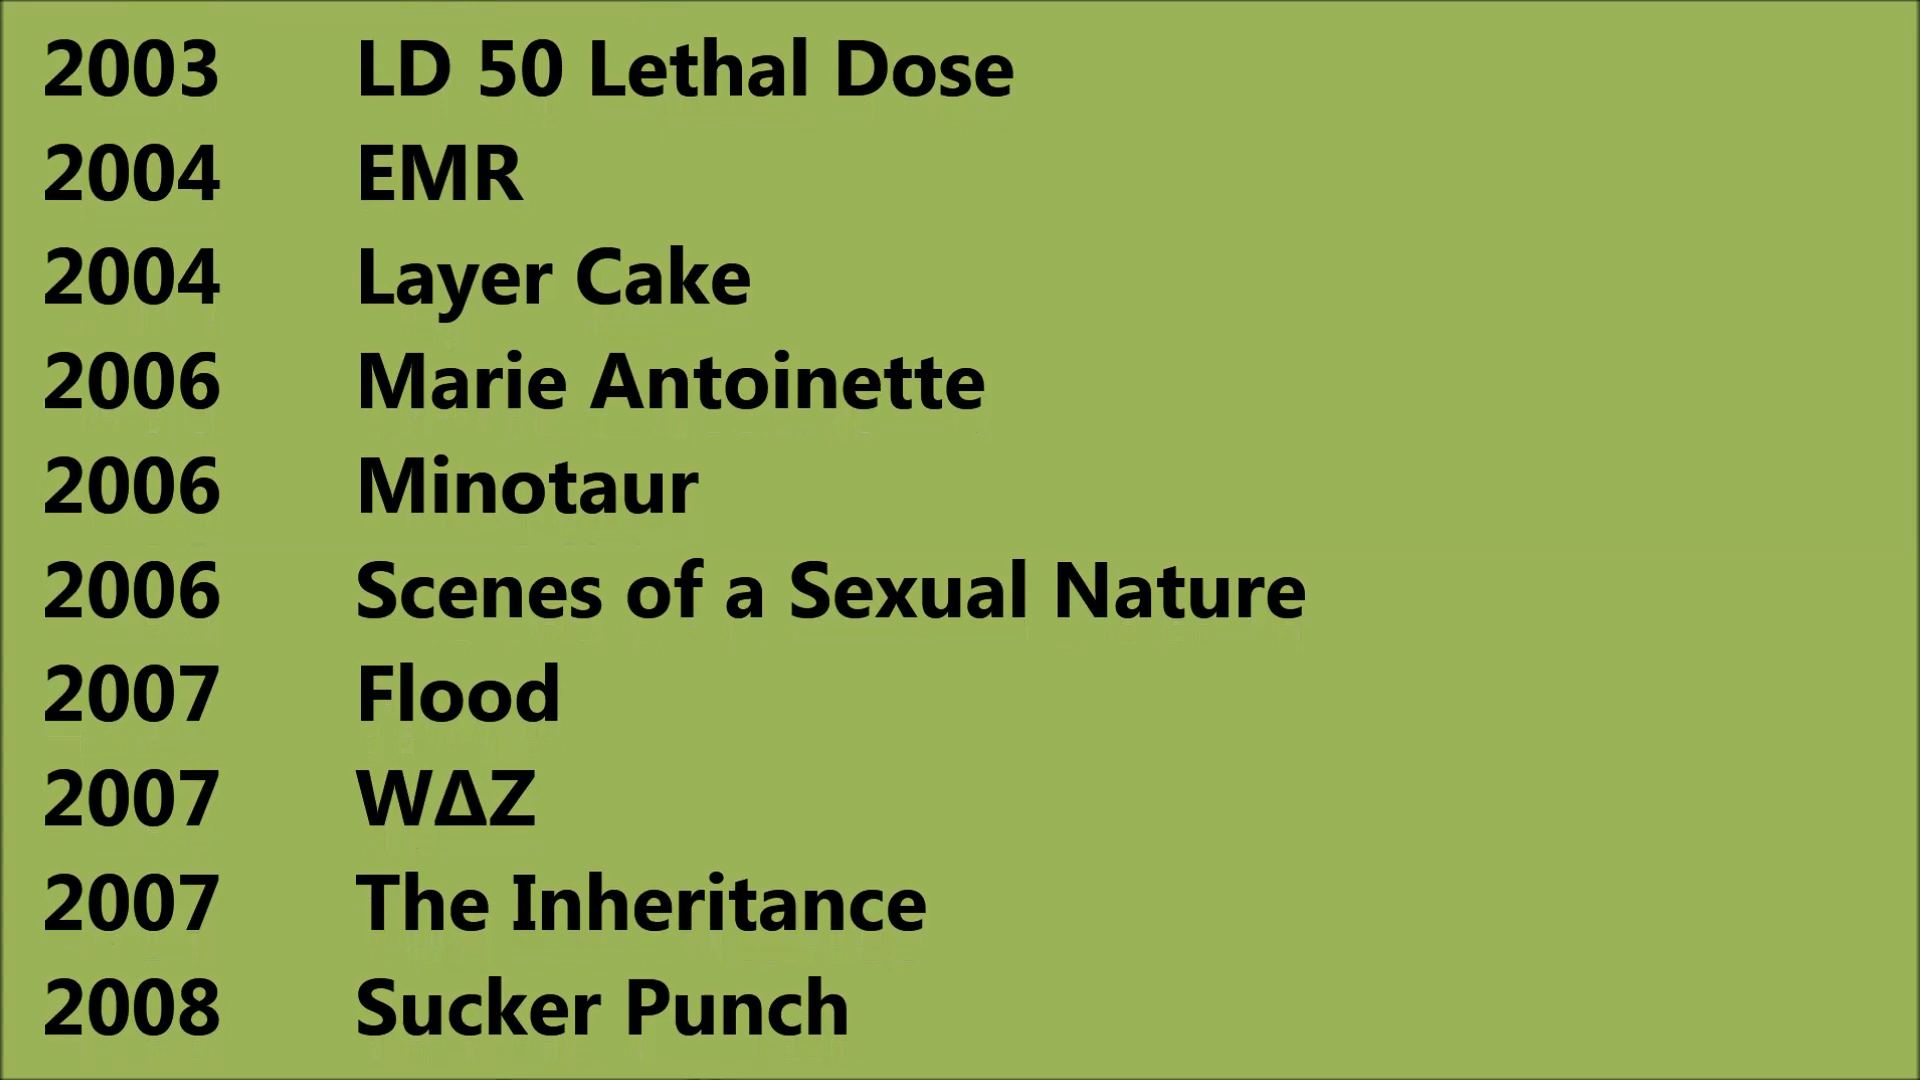 2003 LD 50 Lethal Dose
2004 EMR
2004 Layer Cake
2006 Marie Antoinette
2006 Minotaur
2006 Scenes of a Sexual Nature
2007 Flood
2007 WΔZ
2007 The Inheritance
2008 Sucker Punch